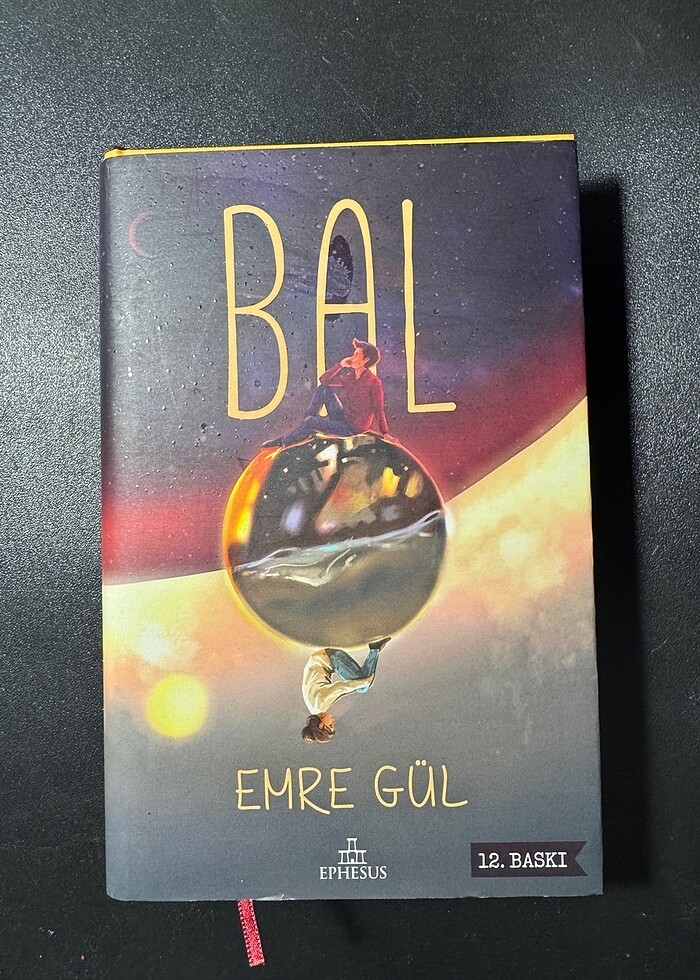 BAL
EMRE GÜL
EPHESUS
12. BASKI